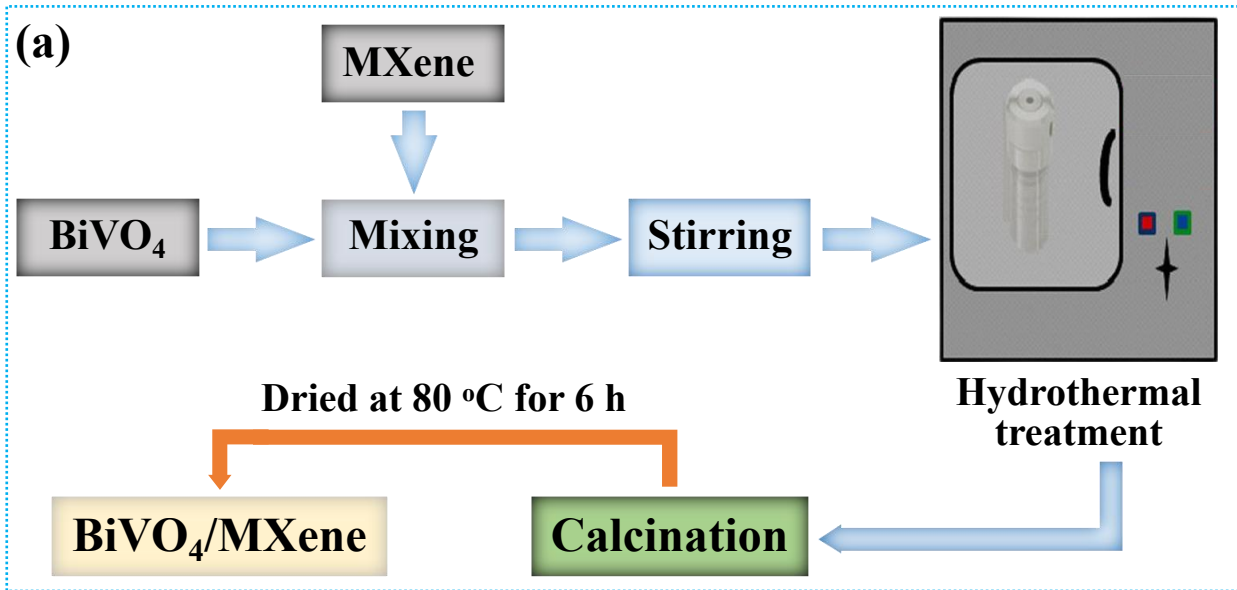 (a)
MXene
BiVO₄
Mixing
Stirring
Hydrothermal
treatment
Dried at 80 ᵒC for 6 h
BiVO₄/MXene
Calcination